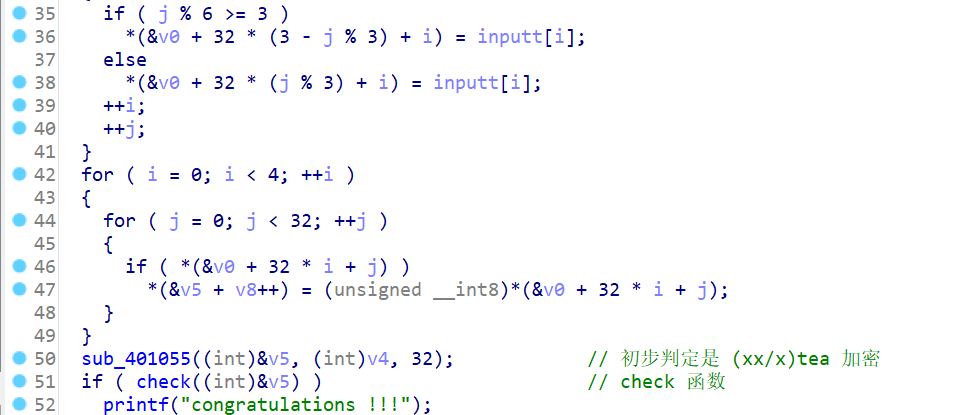 35 if ( j % 6 >= 3 )
36 *(&v0 + 32 * (3 - j % 3) + i) = inputt[i];
37 else
38 *(&v0 + 32 * (j % 3) + i) = inputt[i];
39 ++i;
40 ++j;
41 }
42 for ( i = 0; i < 4; ++i )
43 {
44 for ( j = 0; j < 32; ++j )
45 {
46 if ( *(&v0 + 32 * i + j) )
47 *(&v5 + v8++) = (unsigned __int8)*(&v0 + 32 * i + j);
48 }
49 }
50 sub_401055((int)&v5, (int)v4, 32); // 初步判定是 (xx/x)tea 加密
51 if ( check((int)&v5) ) // check 函数
52 printf("congratulations !!!");